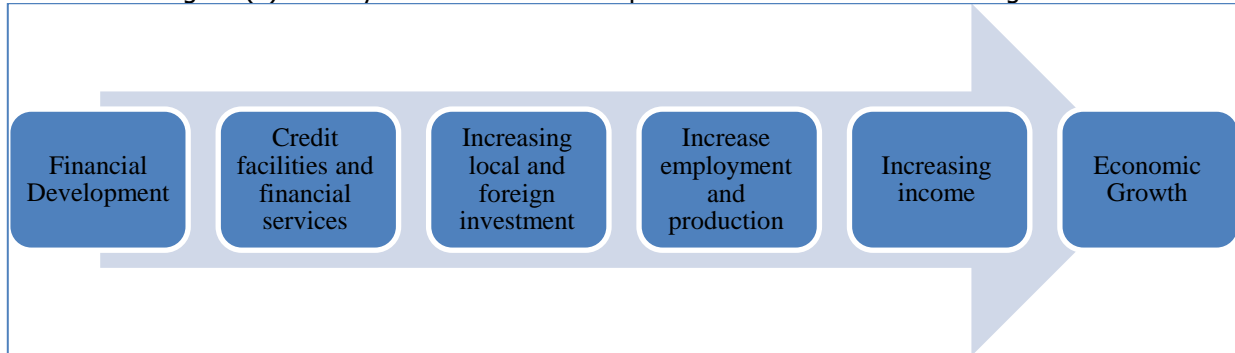 Financial
Development
Credit
facilities and
financial
services
Increasing
local and
foreign
investment
Increase
employment
and
production
Increasing
income
Economic
Growth